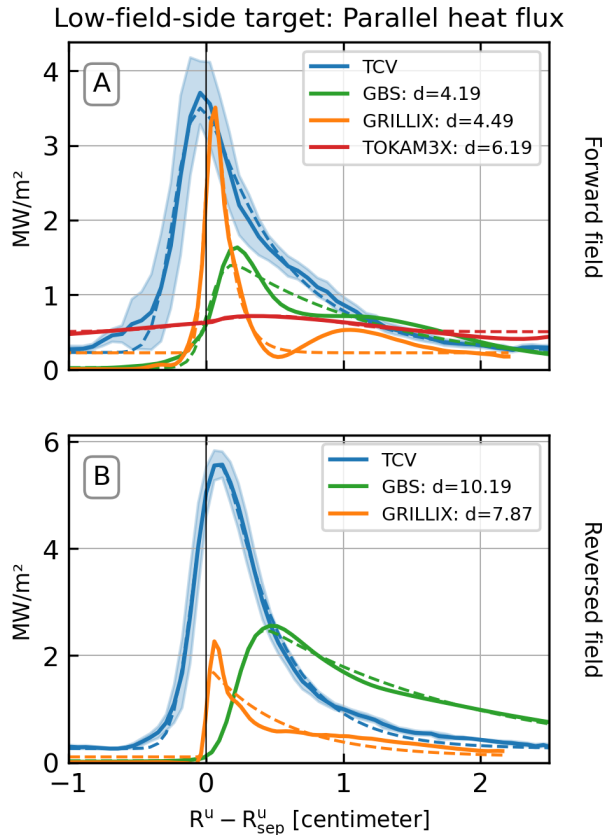 Low-field-side target: Parallel heat flux
A
TCV
GBS: d=4.19
GRILLIX: d=4.49
TOKAM3X: d=6.19
4
3
2
1
0
MW/m²
Forward field
B
TCV
GBS: d=10.19
GRILLIX: d=7.87
6
4
2
0
MW/m²
Reversed field
−1
0
1
2
Rᵘ − Rᵘsep [centimeter]